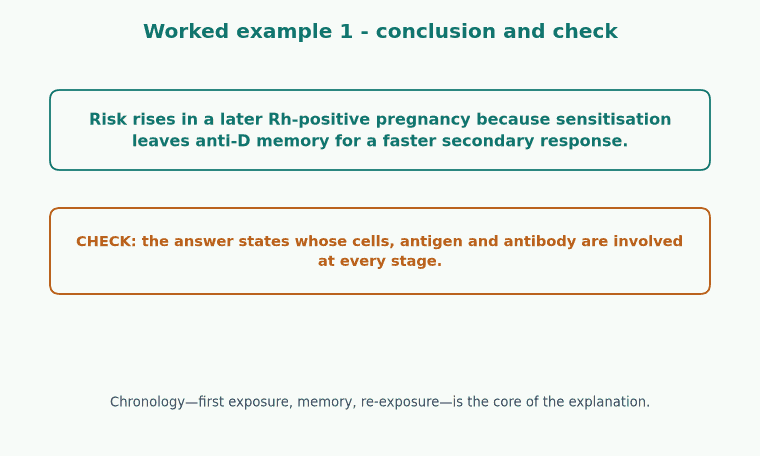 Worked example 1 - conclusion and check
Risk rises in a later Rh-positive pregnancy because sensitisation
leaves anti-D memory for a faster secondary response.
CHECK: the answer states whose cells, antigen and antibody are involved
at every stage.
Chronology—first exposure, memory, re-exposure—is the core of the explanation.